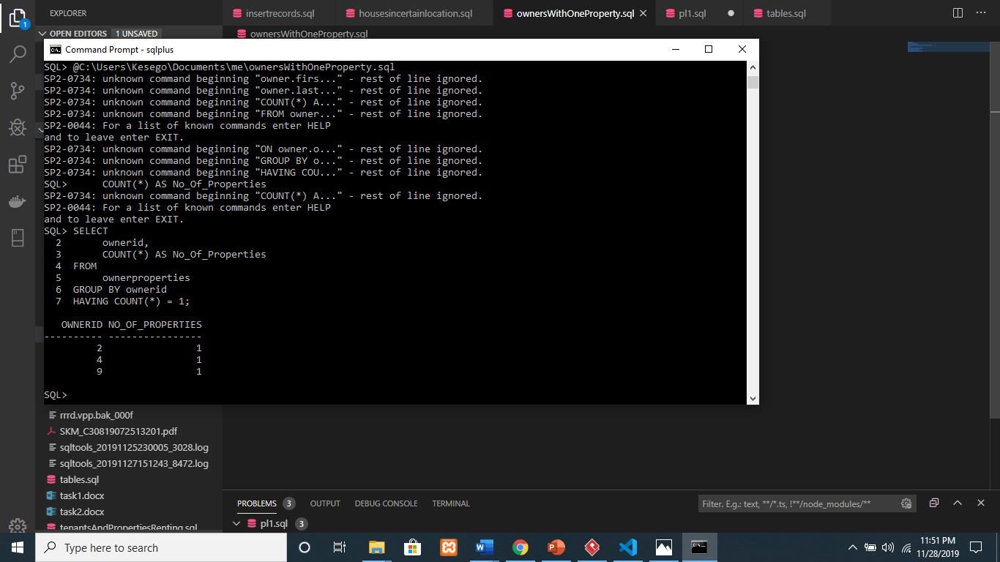 EXPLORER
insertrecords.sql
housesincertainlocation.sql
ownersWithOneProperty.sql
pl1.sql
tables.sql
1
OPEN EDITORS 1 UNSAVED
ownersWithOneProperty.sql
Command Prompt - sqlplus
SQL> @C:\Users\Kesego\Documents\me\ownersWithOneProperty.sql
SP2-0734: unknown command beginning "owner.firs..." - rest of line ignored.
SP2-0734: unknown command beginning "owner.last..." - rest of line ignored.
SP2-0734: unknown command beginning "COUNT(*) A..." - rest of line ignored.
SP2-0734: unknown command beginning "FROM owner..." - rest of line ignored.
SP2-0044: For a list of known commands enter HELP
and to leave enter EXIT.
SP2-0734: unknown command beginning "ON owner.o..." - rest of line ignored.
SP2-0734: unknown command beginning "GROUP BY o..." - rest of line ignored.
SP2-0734: unknown command beginning "HAVING COU..." - rest of line ignored.
SQL>      COUNT(*) AS No_Of_Properties
SP2-0734: unknown command beginning "COUNT(*) A..." - rest of line ignored.
SP2-0044: For a list of known commands enter HELP
and to leave enter EXIT.
SQL> SELECT
  2       ownerid,
  3       COUNT(*) AS No_Of_Properties
  4  FROM
  5       ownerproperties
  6  GROUP BY ownerid
  7  HAVING COUNT(*) = 1;
   OWNERID NO_OF_PROPERTIES
---------- ----------------
         2                1
         4                1
         9                1
SQL>
rrrd.vpp.bak_000f
SKM_C30819072513201.pdf
sqltools_20191125230005_3028.log
sqltools_20191127151243_8472.log
tables.sql
task1.docx
task2.docx
tenantsAndPropertiesRenting.sql
PROBLEMS 3 OUTPUT DEBUG CONSOLE TERMINAL
Filter. E.g.: text, **/*.ts, !**/node_modules/**
pl1.sql 3
Type here to search
11:51 PM
11/28/2019